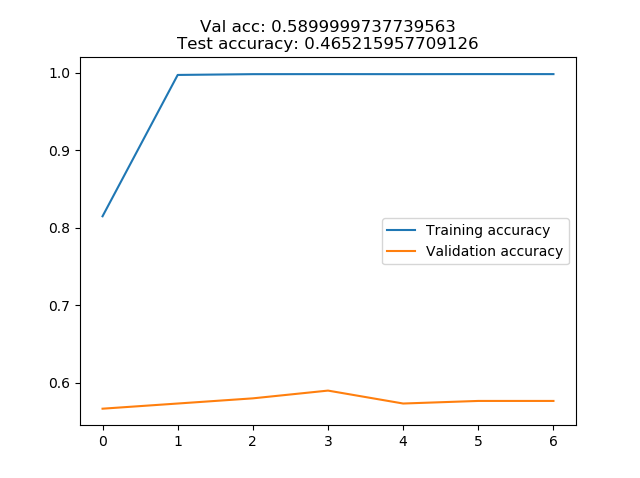 Val acc: 0.5899999737739563
Test accuracy: 0.465215957709126
1.0
0.9
0.8
0.7
0.6
Training accuracy
Validation accuracy
0 1 2 3 4 5 6